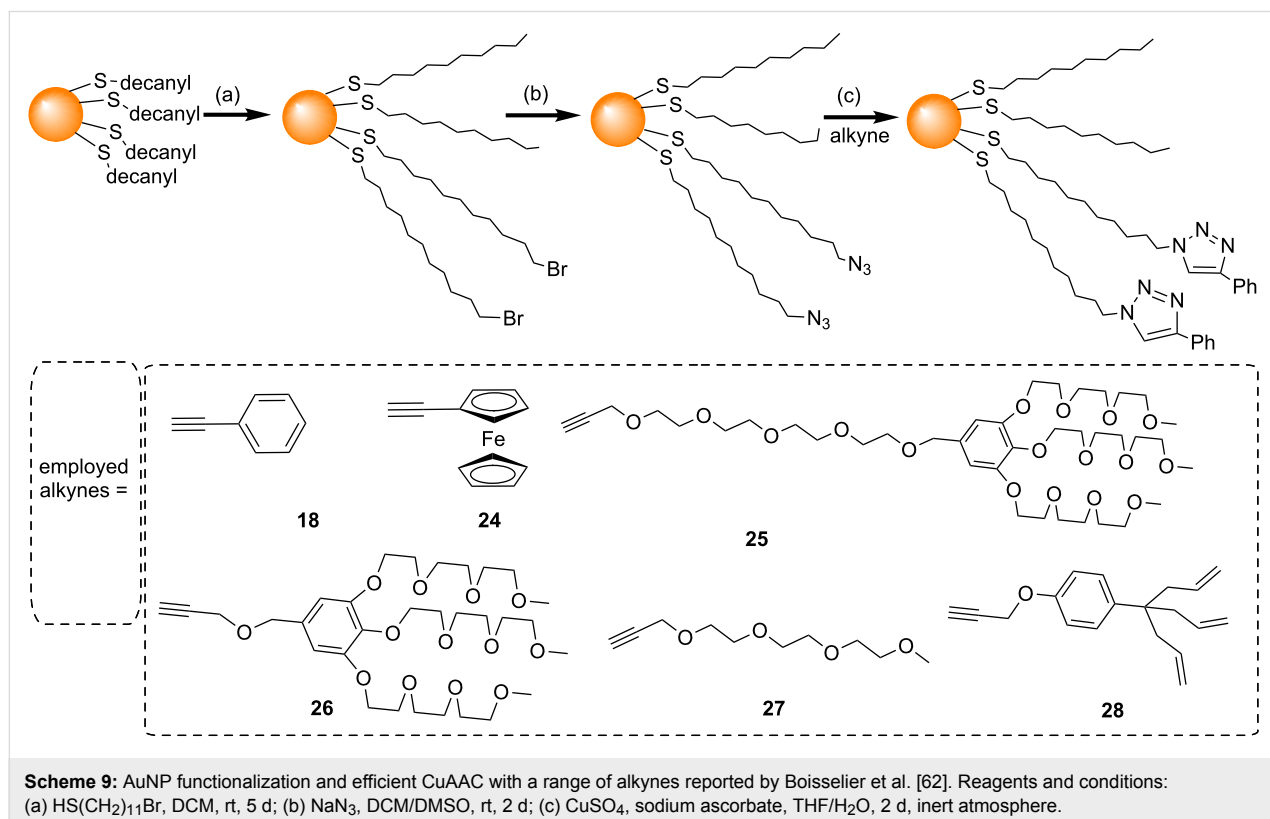 S-decanyl
S-decanyl
S-decanyl
S-decanyl
(a)
S
S
S
S
Br
Br
(b)
S
S
S
S
N3
N3
(c)
alkyne
S
S
S
S
N N N
Ph
N N N
Ph
employed
alkynes =
18
Fe
24
O O O O O O O O O O O O O O O O O
25
O O O O O O O O O O O O O
26
O O O O
27
O
28
Scheme 9: AuNP functionalization and efficient CuAAC with a range of alkynes reported by Boisselier et al. [62]. Reagents and conditions:
(a) HS(CH2)11Br, DCM, rt, 5 d; (b) NaN3, DCM/DMSO, rt, 2 d; (c) CuSO4, sodium ascorbate, THF/H2O, 2 d, inert atmosphere.